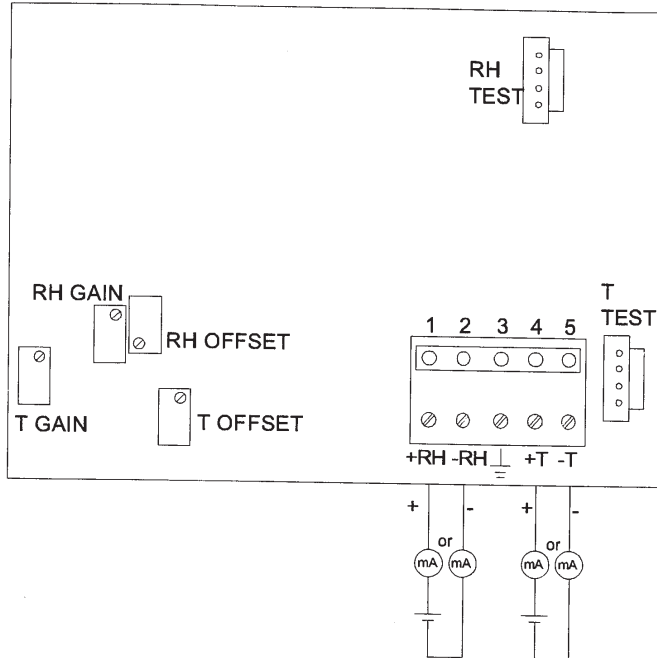 RH
TEST
RH GAIN
RH OFFSET
T GAIN
T OFFSET
1 2 3 4 5
T
TEST
+RH -RH +T -T
+ - + -
or or
mA mA mA mA